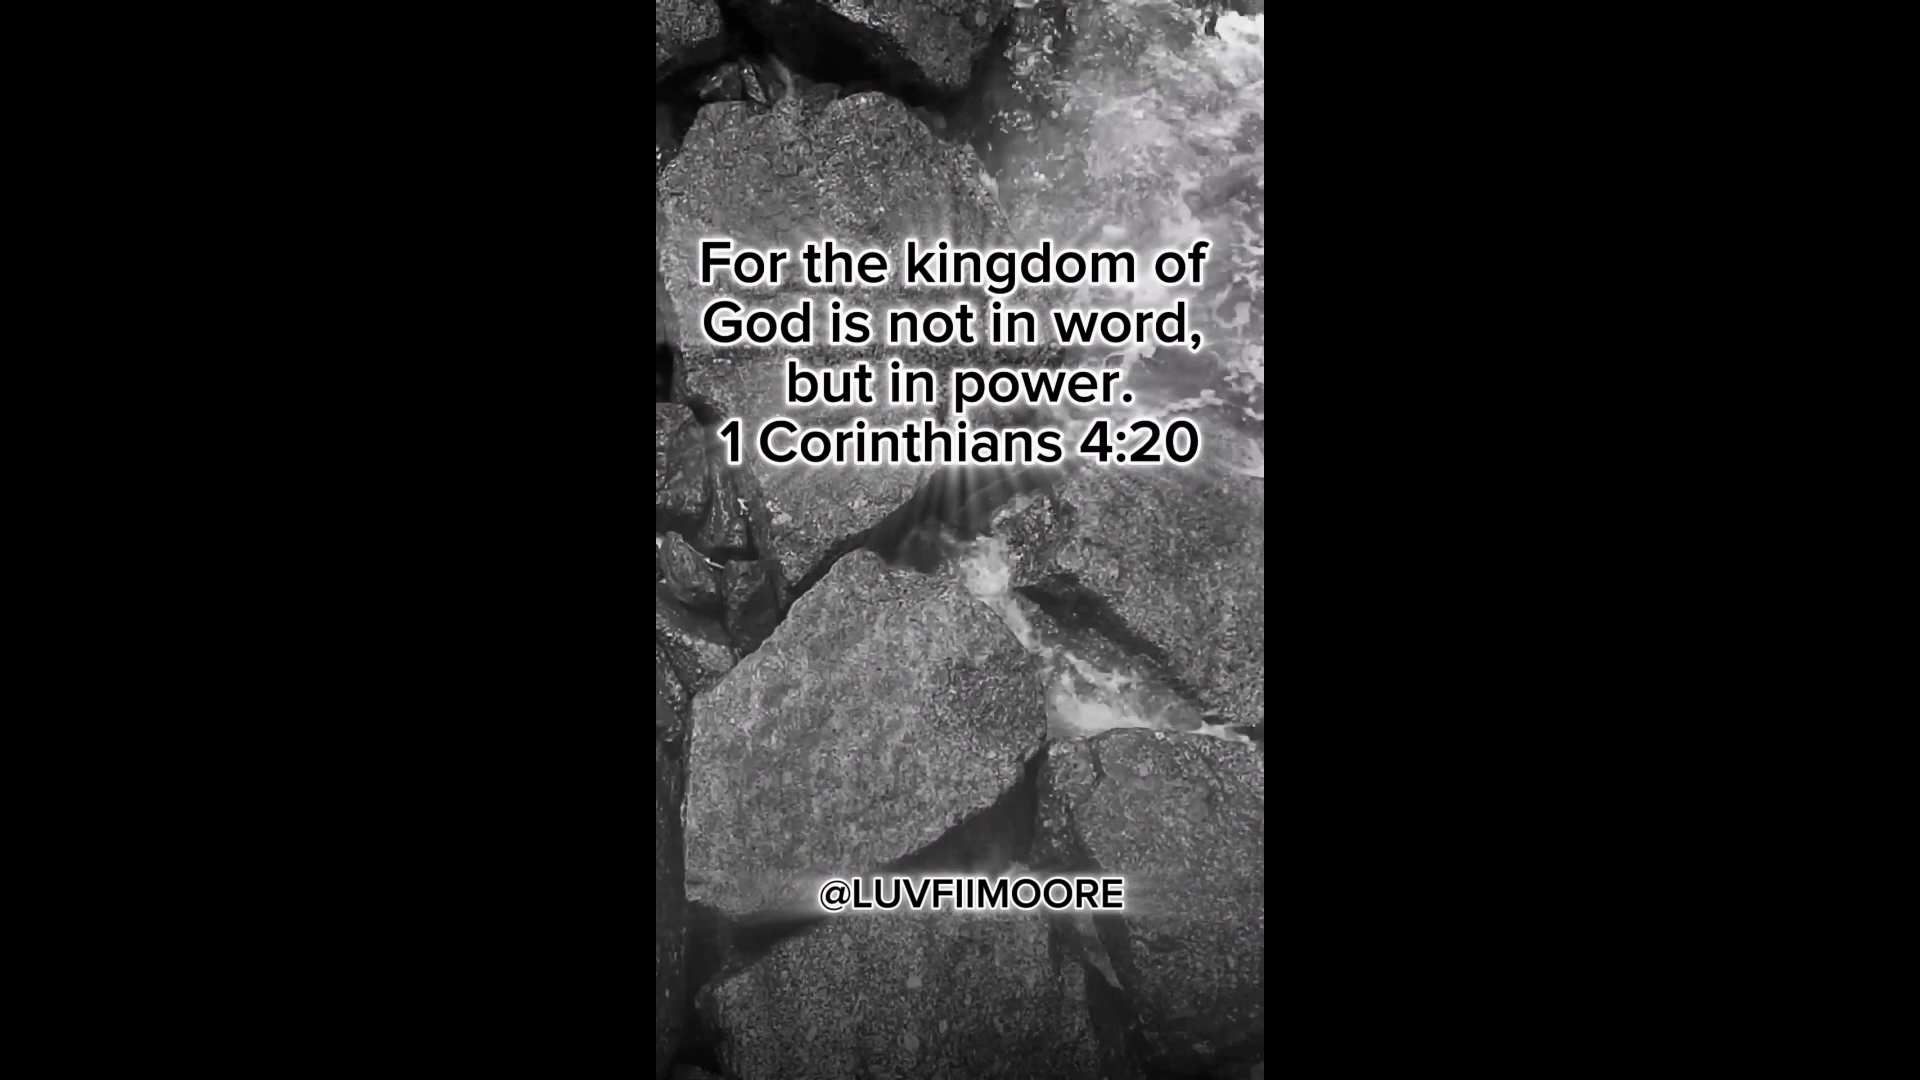 For the kingdom of
God is not in word,
but in power.
1 Corinthians 4:20
@LUVFIIMOORE